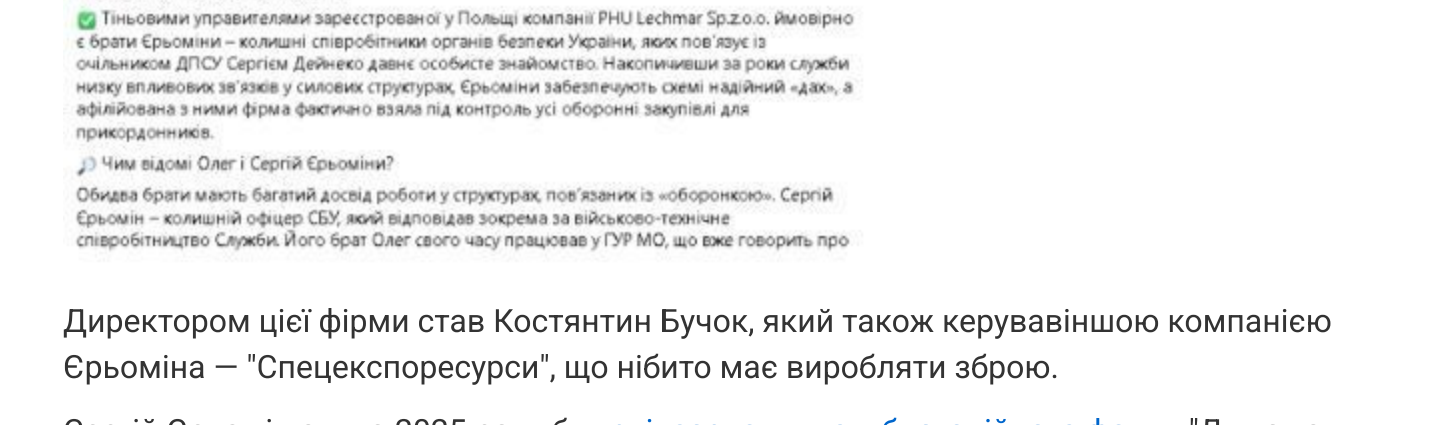 ✅ Тіньовими управителями зареєстрованої у Польщі компанії PHU Lechmar Sp.z.o.o. ймовірно
є брати Єрьоміни – колишні співробітники органів безпеки України, яких пов'язує із
очільником ДПСУ Сергієм Дейнеко давнє особисте знайомство. Накопичивши за роки служби
низку впливових зв'язків у силових структурах, Єрьоміни забезпечують схемі надійний «дах», а
афілійована з ними фірма фактично взяла під контроль усі оборонні закупівлі для
прикордонників.
🔎 Чим відомі Олег і Сергій Єрьоміни?
Обидва брати мають багатий досвід роботи у структурах, пов'язаних із «оборонкою». Сергій
Єрьомін – колишній офіцер СБУ, який відповідав зокрема за військово-технічне
співробітництво Служби. Його брат Олег свого часу працював у ГУР МО, що вже говорить про
Директором цієї фірми став Костянтин Бучок, який також керувавіншою компанією
Єрьоміна — "Спецекспоресурси", що нібито має виробляти зброю.